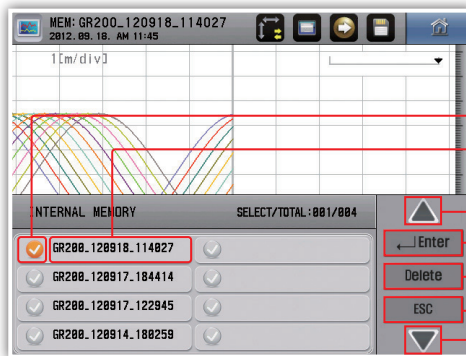 MEM:GR200_120918_114027
2012. 09. 18. AM 11:45
1[m/div]
INTERNAL MEMORY SELECT/TOTAL:001/004
GR200_120918_114027
GR200_120917_184414
GR200_120917_122945
GR200_120914_180259
Enter
Delete
ESC